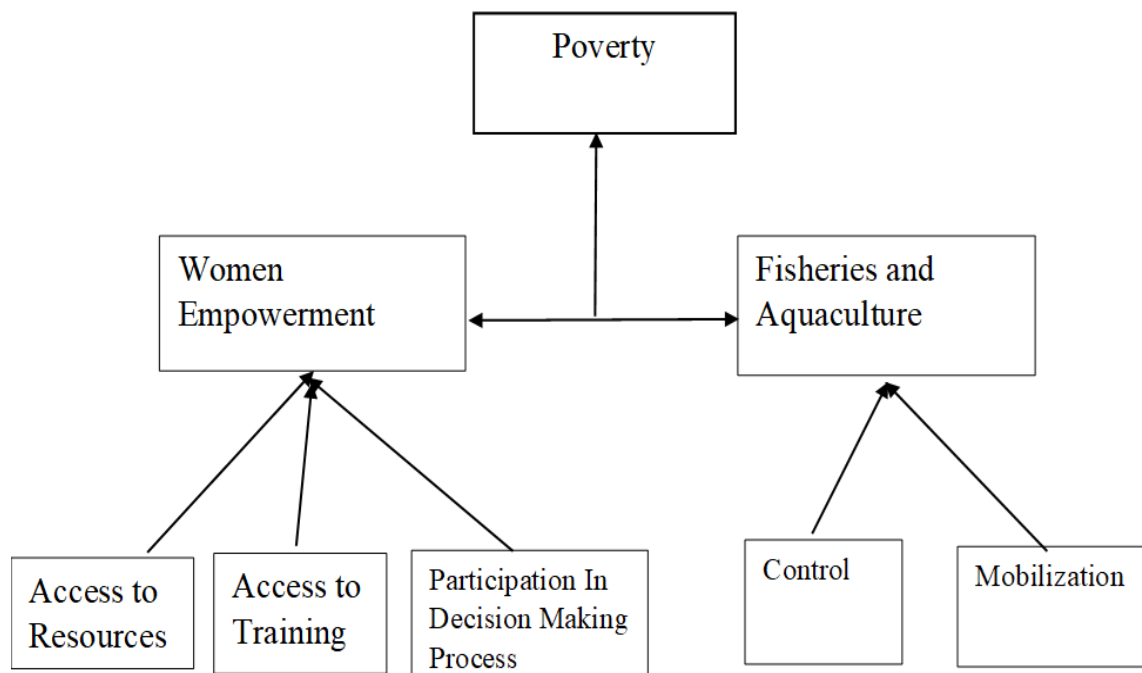 Poverty
Women
Empowerment
Fisheries and
Aquaculture
Access to
Resources
Access to
Training
Participation In
Decision Making
Process
Control
Mobilization